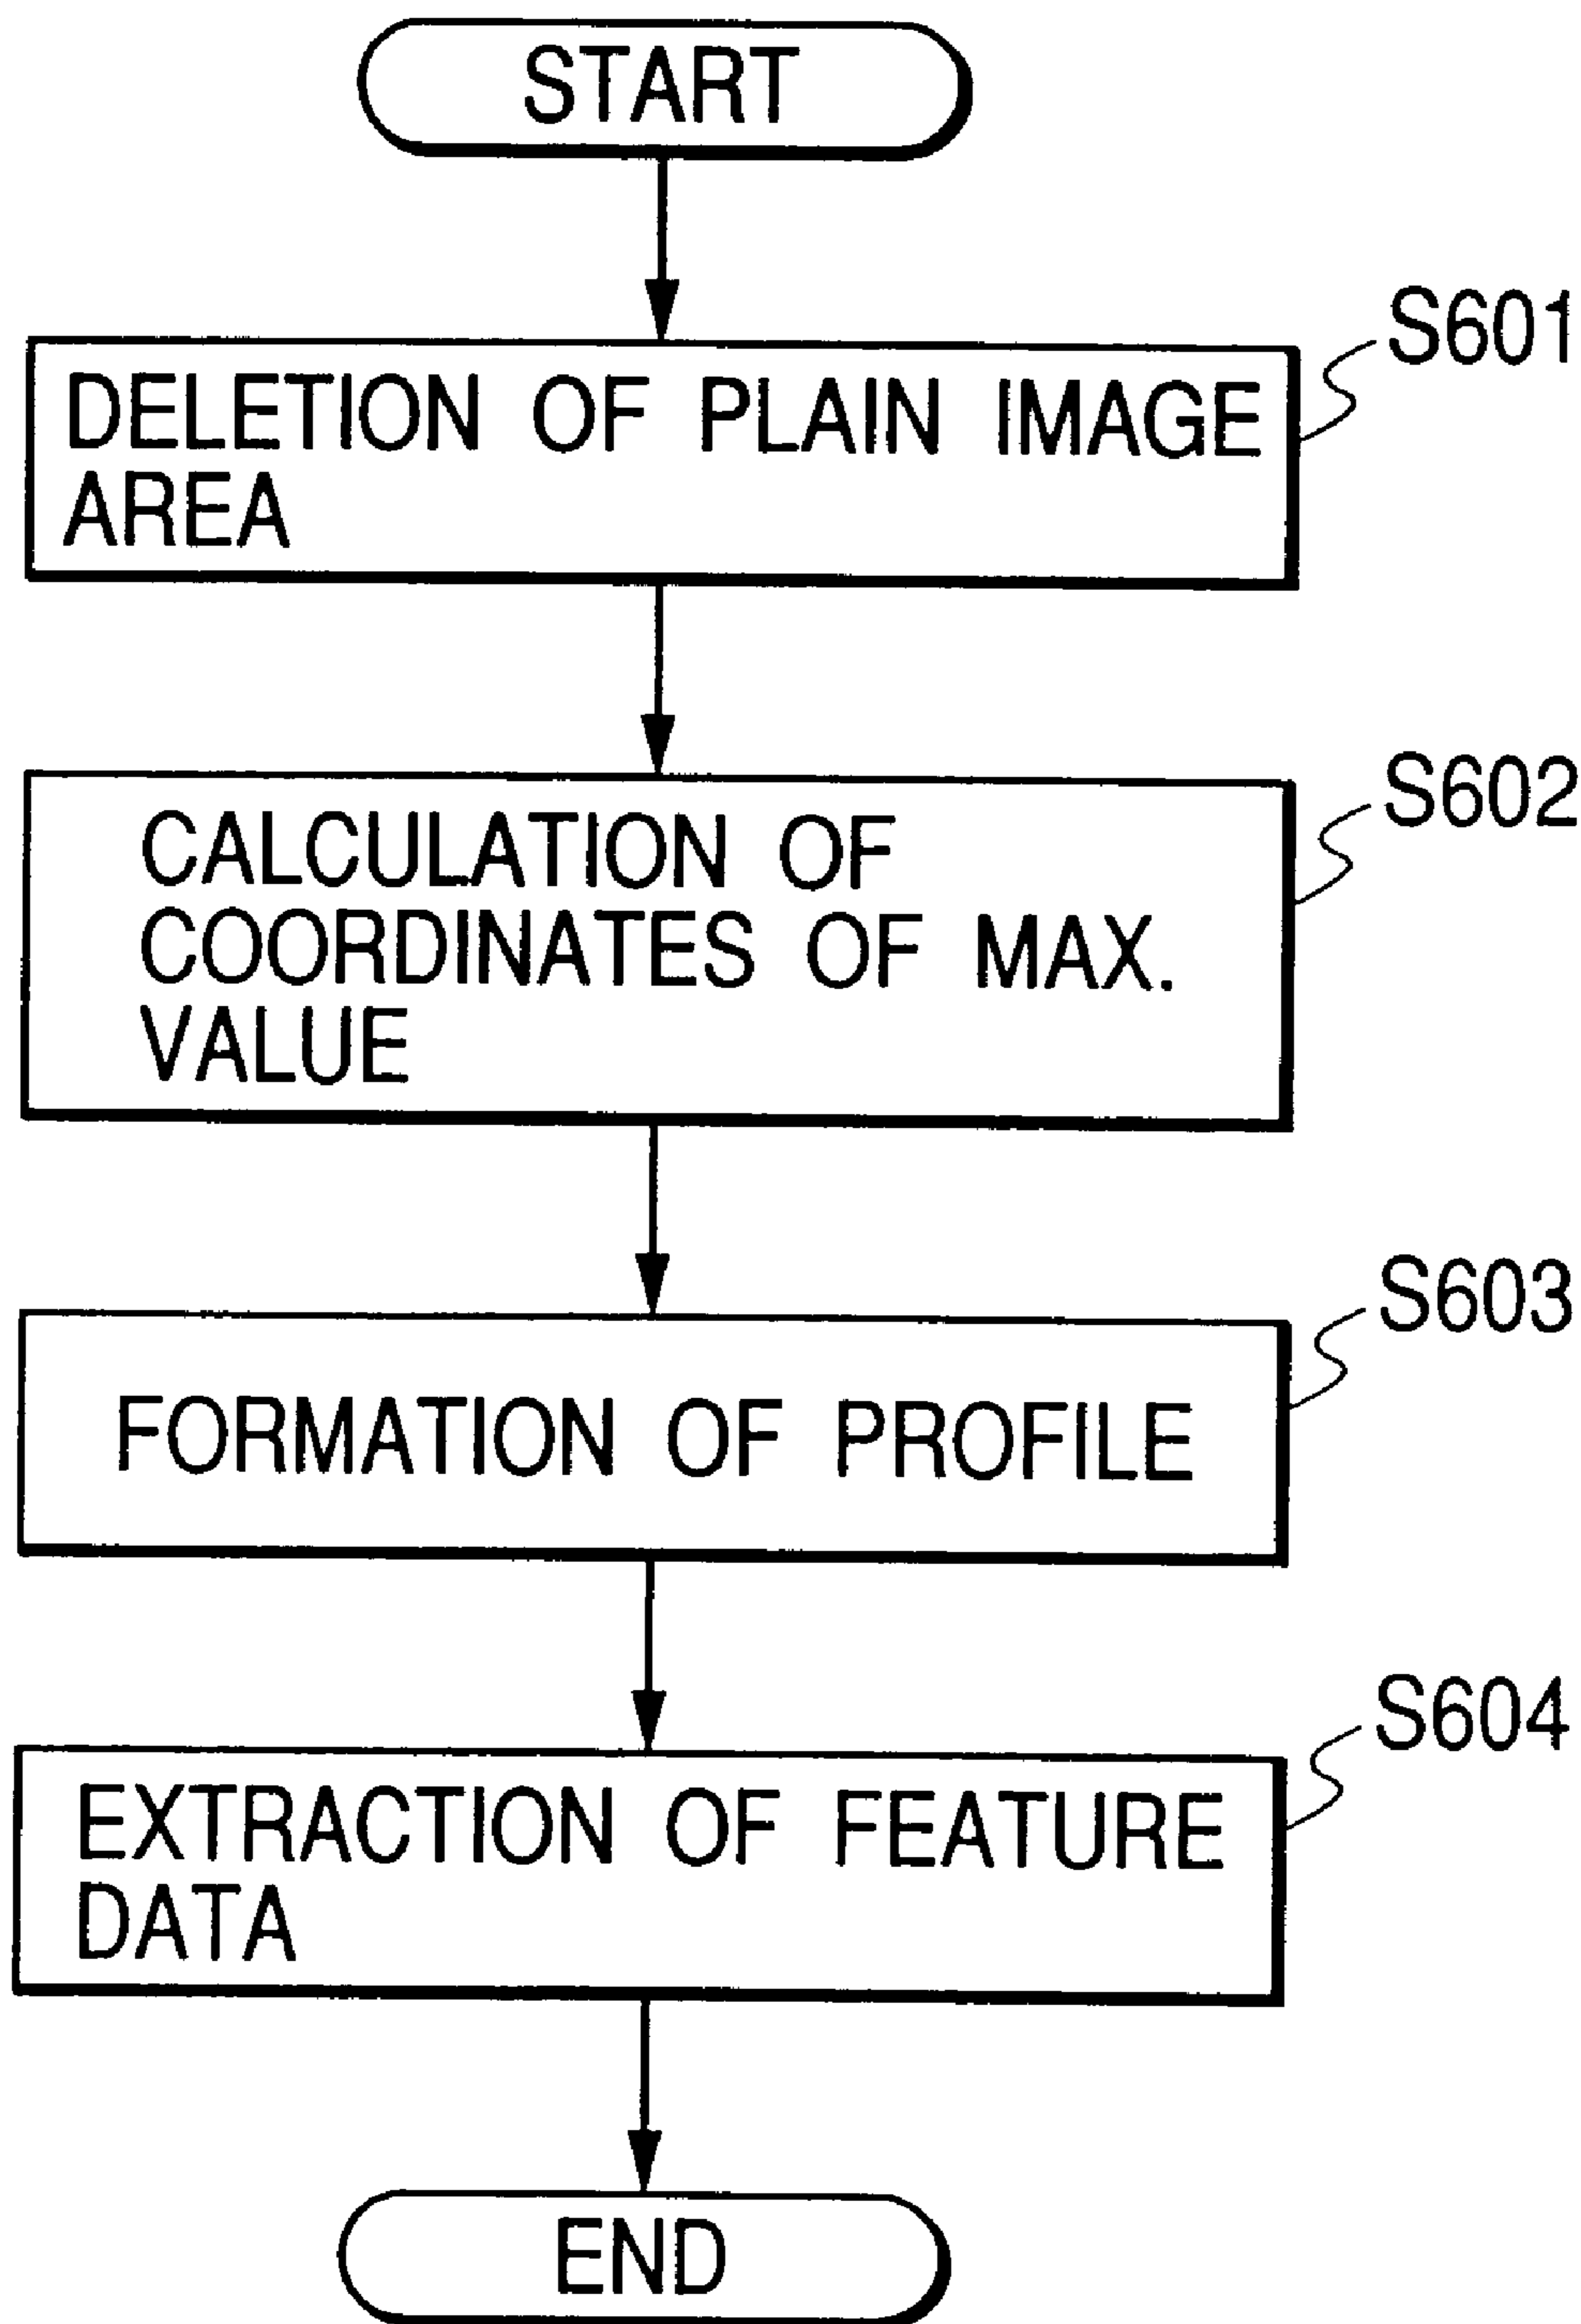 START
S601
DELETION OF PLAIN IMAGE
AREA
S602
CALCULATION OF
COORDINATES OF MAX.
VALUE
S603
FORMATION OF PROFILE
S604
EXTRACTION OF FEATURE
DATA
END